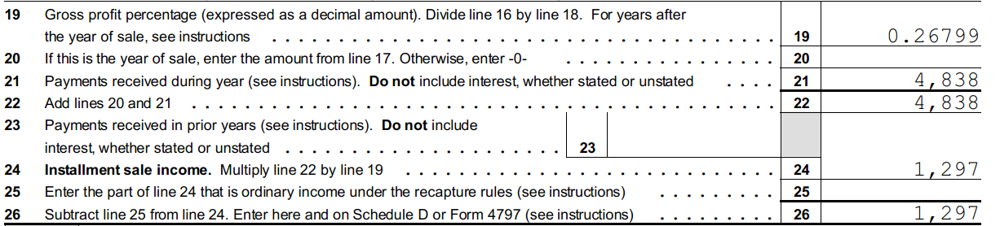 19 Gross profit percentage (expressed as a decimal amount). Divide line 16 by line 18. For years after
the year of sale, see instructions . . . . . . . . . . . . . . . . . . . . . . . . . . . . . . . . . . . . . . 19 0.26799
20 If this is the year of sale, enter the amount from line 17. Otherwise, enter -0- . . . . . . . . . . . . . . . . 20
21 Payments received during year (see instructions). Do not include interest, whether stated or unstated . . . . 21 4,838
22 Add lines 20 and 21 . . . . . . . . . . . . . . . . . . . . . . . . . . . . . . . . . . . . . . . . . . . 22 4,838
23 Payments received in prior years (see instructions). Do not include
interest, whether stated or unstated . . . . . . . . . . . . . . . . . . . . . 23
24 Installment sale income. Multiply line 22 by line 19 . . . . . . . . . . . . . . . . . . . . . . . . . . . . 24 1,297
25 Enter the part of line 24 that is ordinary income under the recapture rules (see instructions) . . . . . . . . . 25
26 Subtract line 25 from line 24. Enter here and on Schedule D or Form 4797 (see instructions) . . . . . . . . . 26 1,297